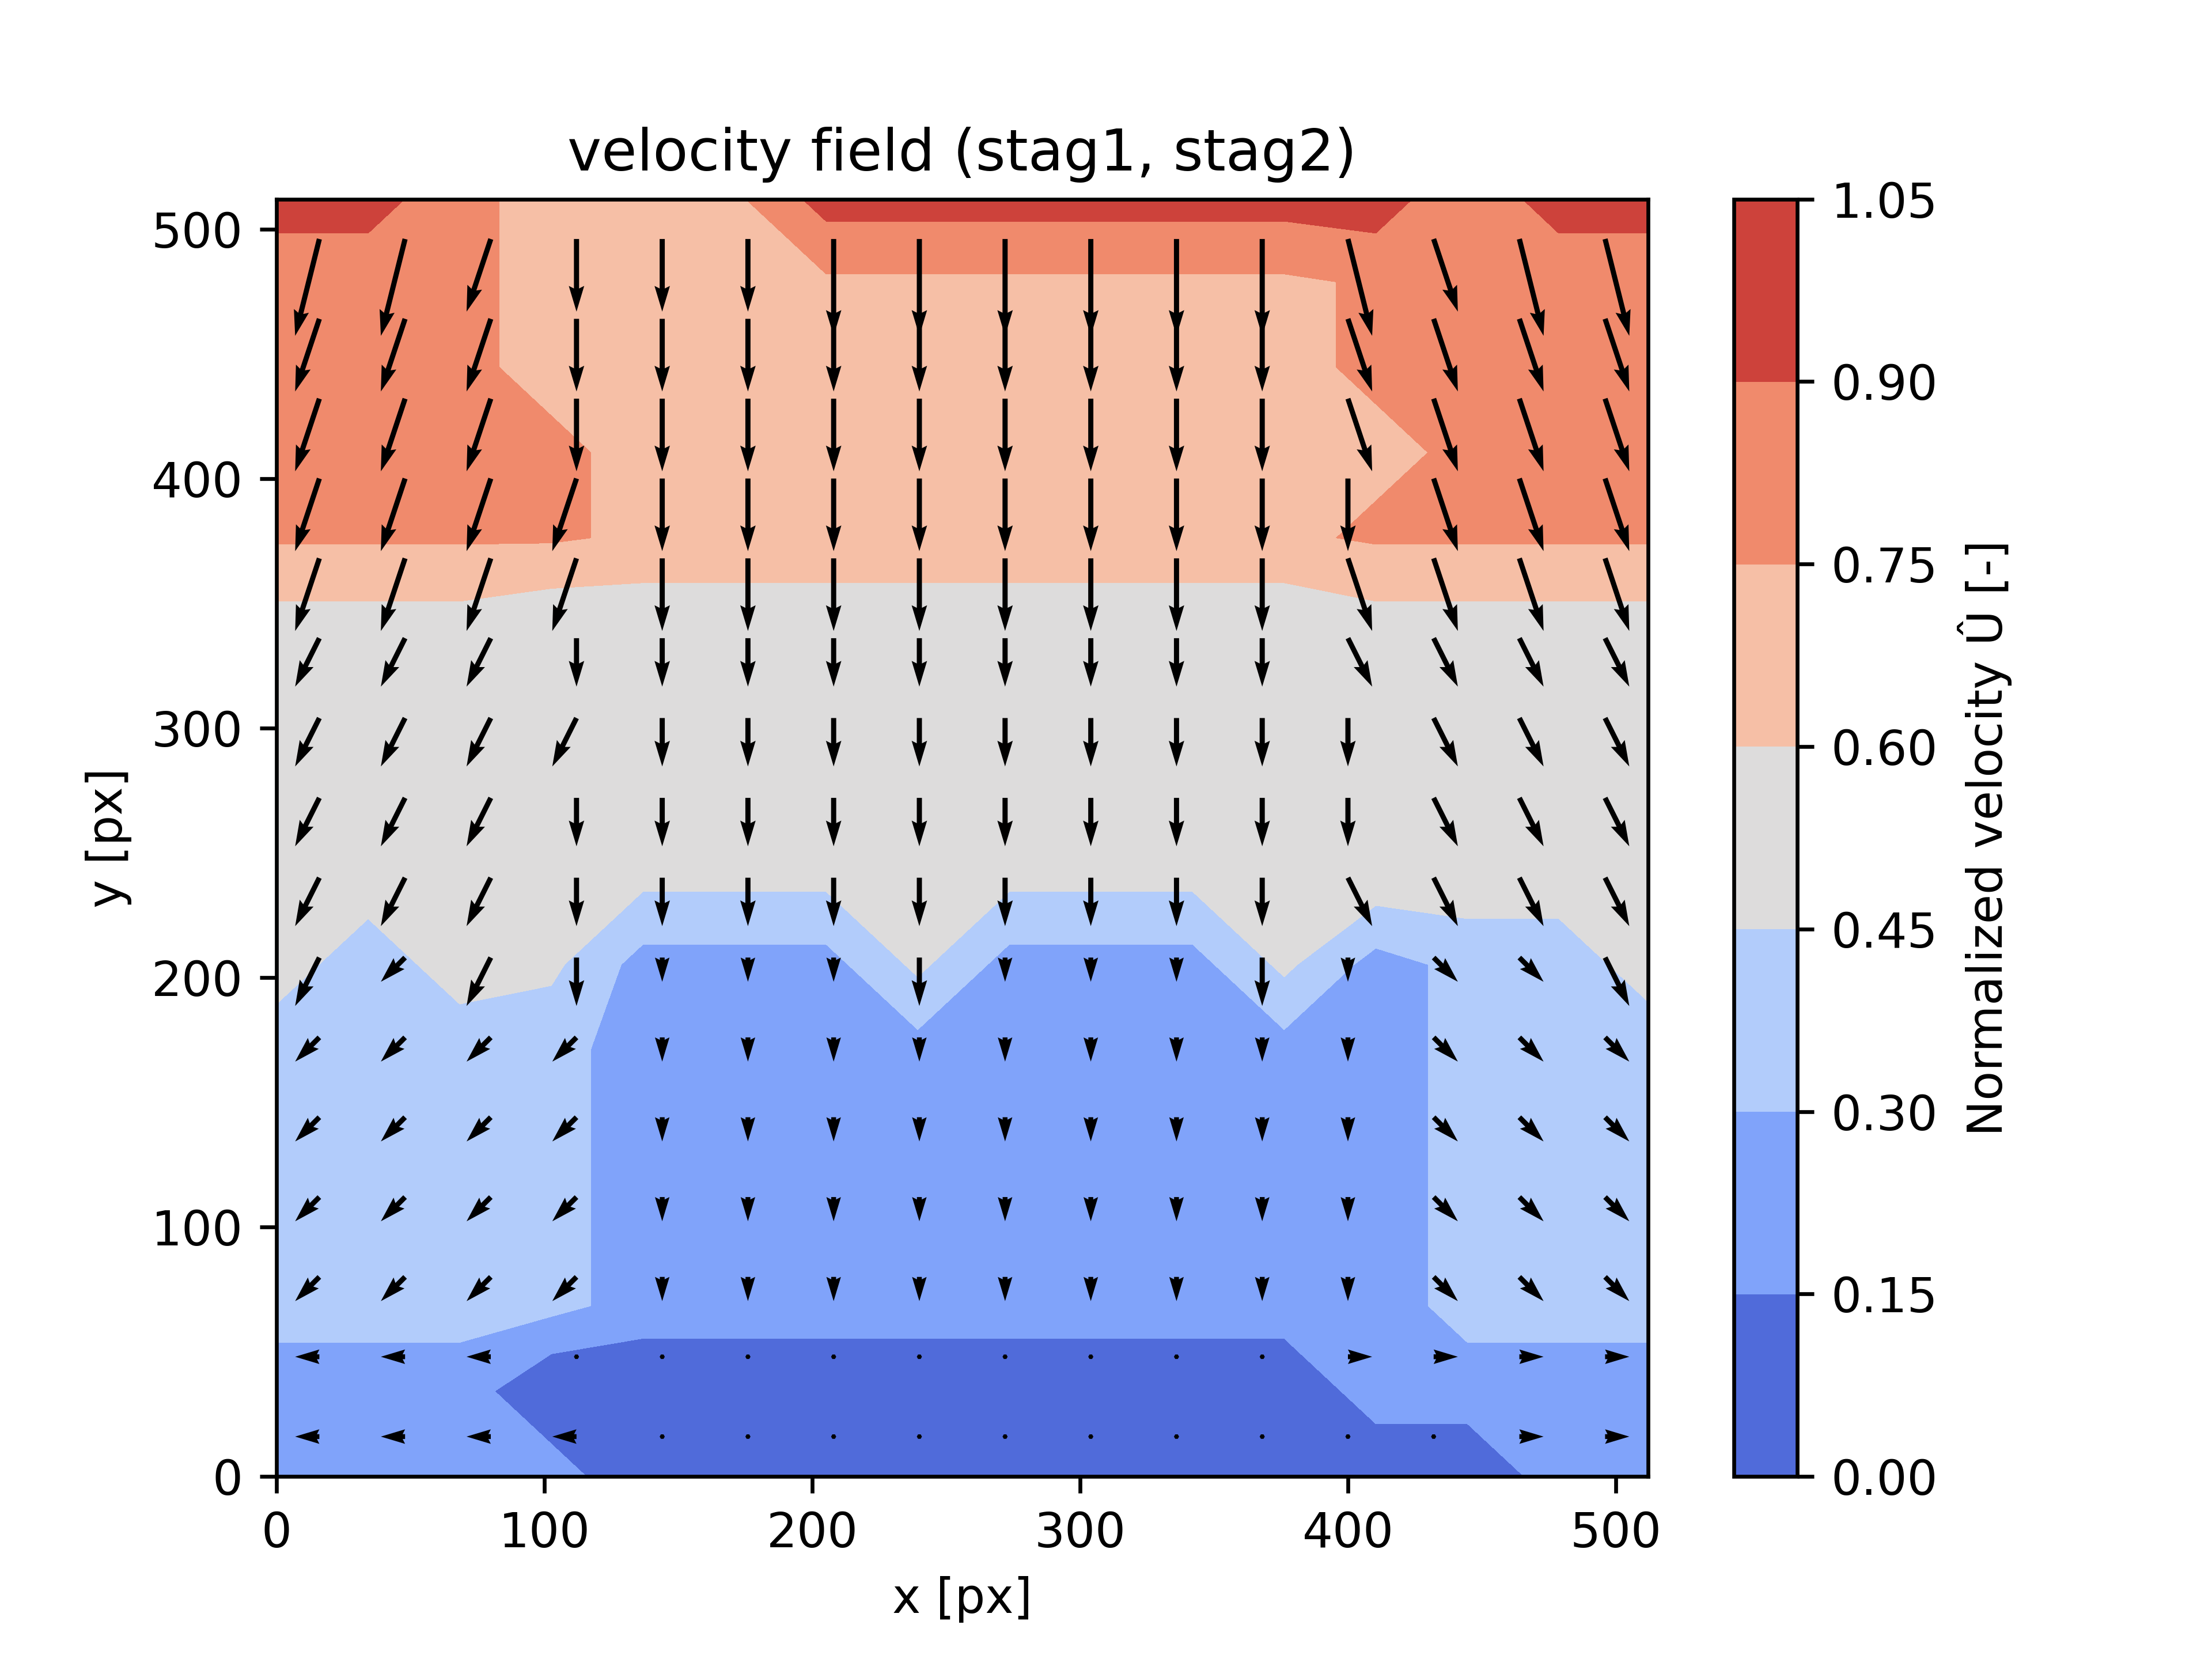 velocity field (stag1, stag2)
500
400
300
200
100
0
y [px]
0 100 200 300 400 500
x [px]
1.05
0.90
0.75
0.60
0.45
0.30
0.15
0.00
Normalized velocity Û [-]